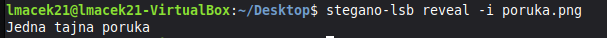 lmacek21@lmacek21-VirtualBox:~/Desktop$ stegano-lsb reveal -i poruka.png
Jedna tajna poruka